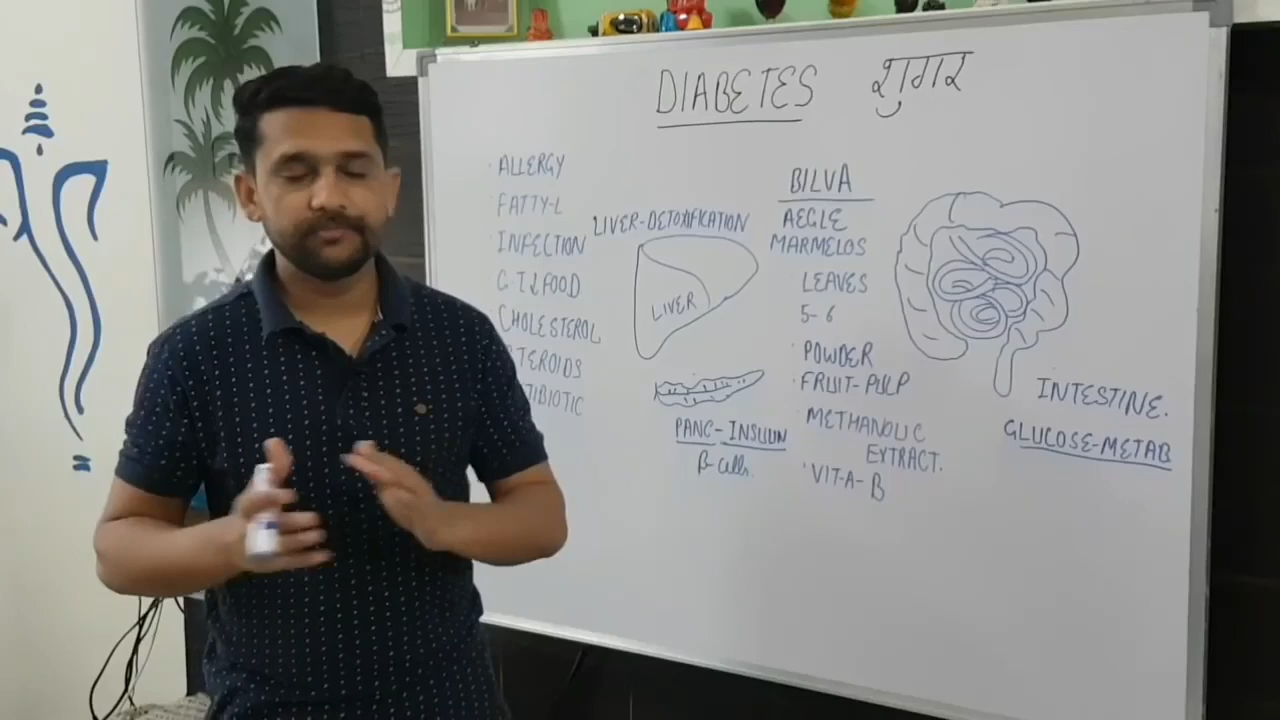 DIABETES शुगर
ALLERGY
FATTY-L
INFECTION
C-T & FOOD
CHOLESTEROL
TEROIDS
TIBIOTIC
LIVER-DETOXIFICATION
LIVER
PANC-INSULIN
β-cells.
BILVA
AEGLE
MARMELOS
LEAVES
5-6
POWDER
FRUIT-PULP
METHANOLIC
EXTRACT.
VIT-A-B
INTESTINE.
GLUCOSE-METAB